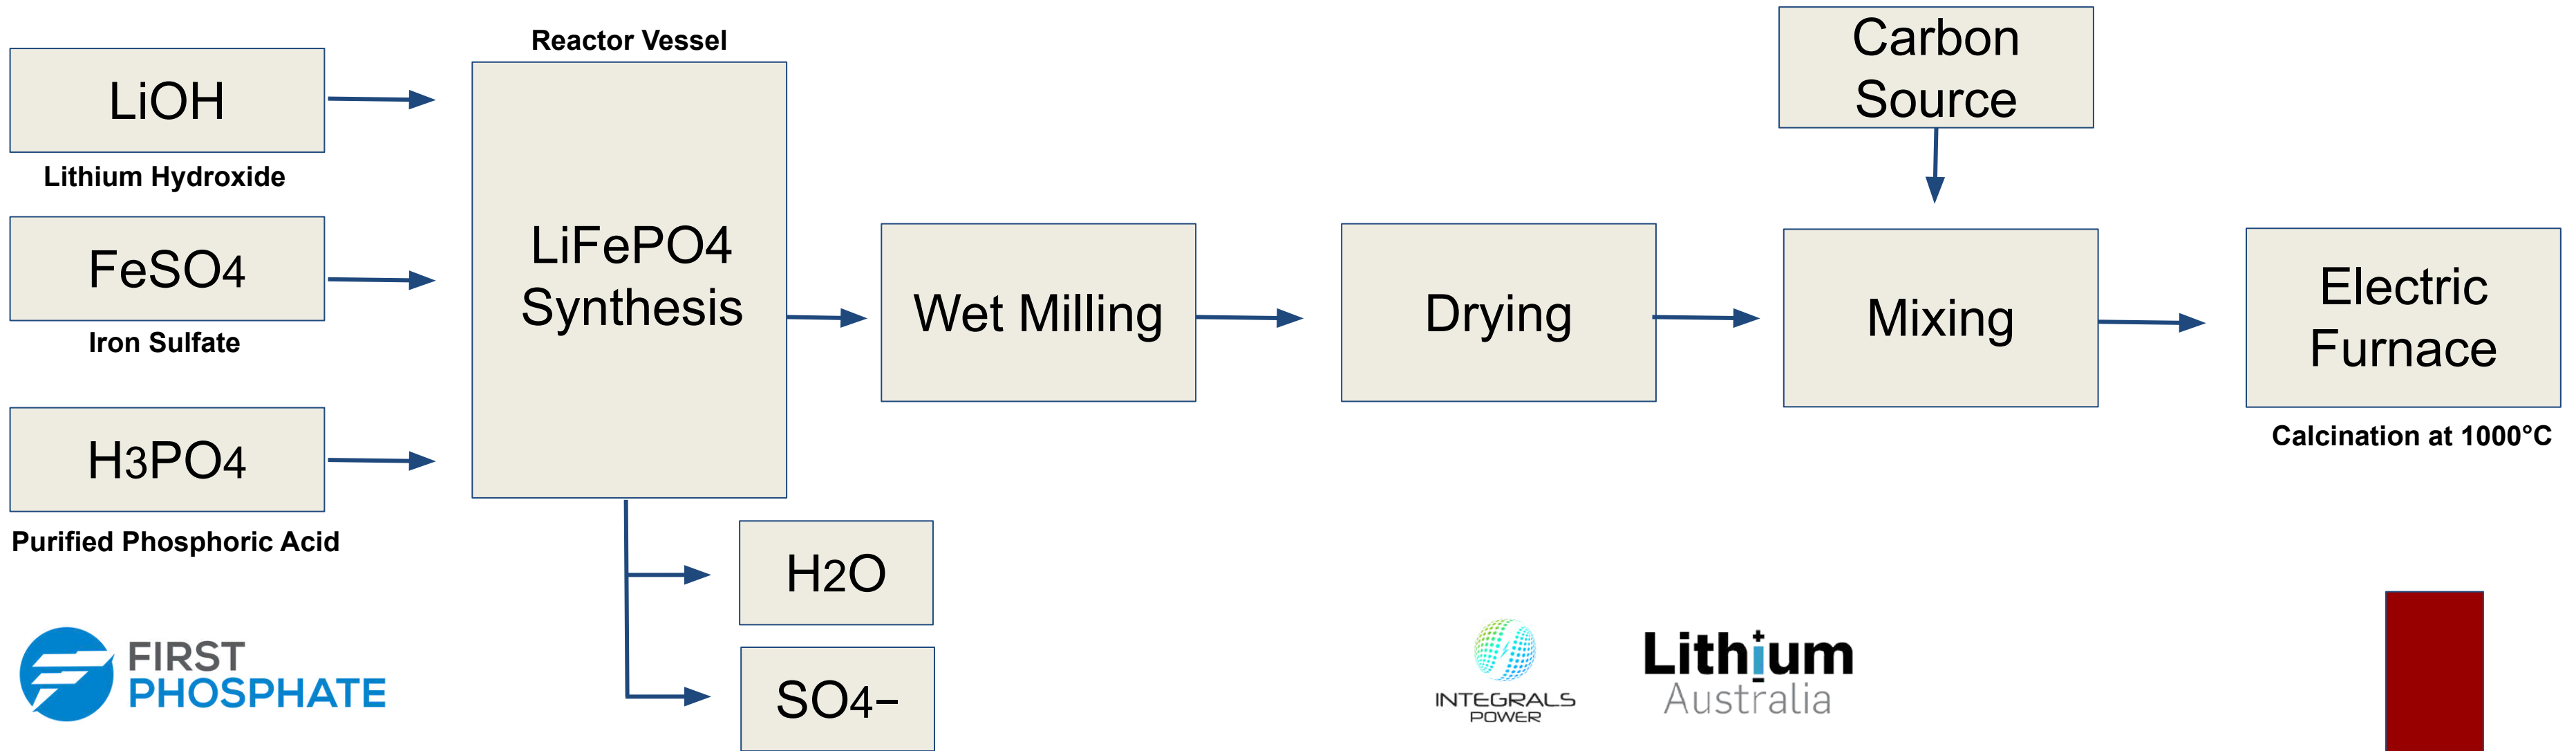 LiOH
Lithium Hydroxide
FeSO4
Iron Sulfate
H3PO4
Purified Phosphoric Acid
Reactor Vessel
LiFePO4
Synthesis
H2O
SO4–
Wet Milling
Drying
Carbon
Source
Mixing
Electric
Furnace
Calcination at 1000°C
FIRST
PHOSPHATE
INTEGRALS
POWER
Lithium
Australia